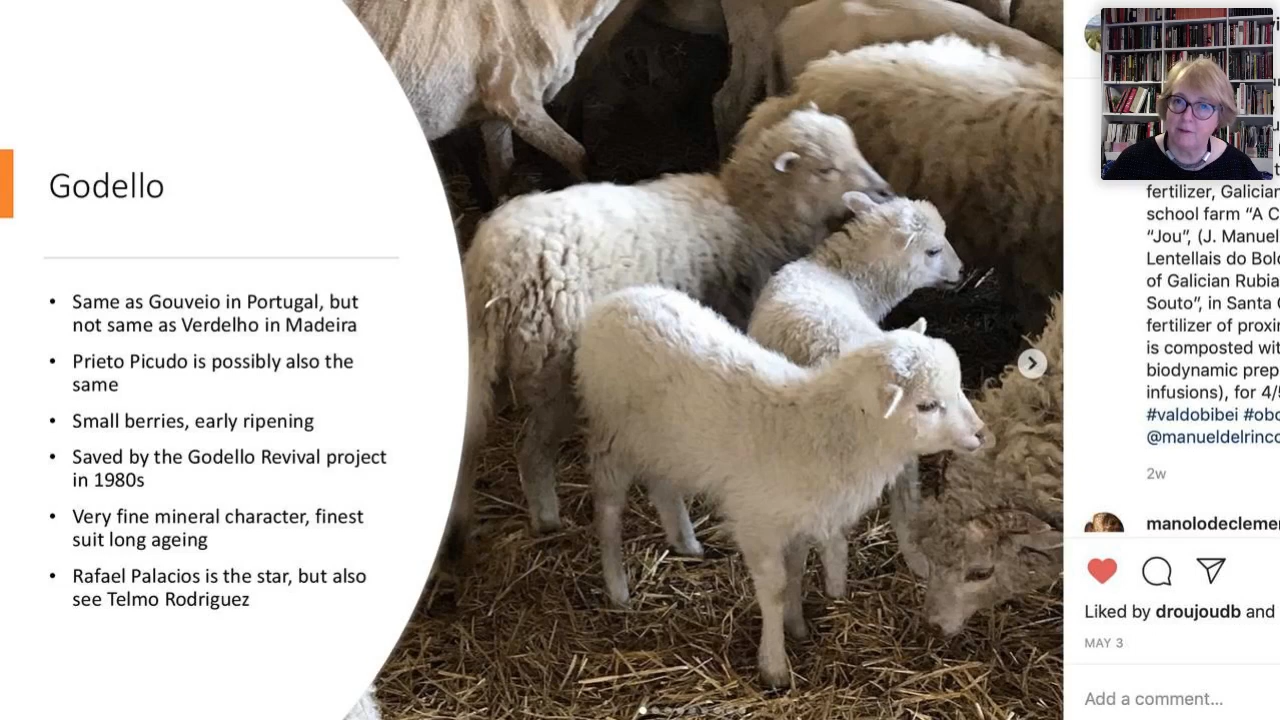 Godello
• Same as Gouveio in Portugal, but
not same as Verdelho in Madeira
• Prieto Picudo is possibly also the
same
• Small berries, early ripening
• Saved by the Godello Revival project
in 1980s
• Very fine mineral character, finest
suit long ageing
• Rafael Palacios is the star, but also
see Telmo Rodriguez
fertilizer, Galician
school farm “A C
“Jou”, (J. Manuel
Lentellais do Bol
of Galician Rubia
Souto”, in Santa
fertilizer of proxi
is composted wit
biodynamic prep
infusions), for 4/
#valdobibei #obo
@manueldelrinco
2w
manolodecleme
Liked by droujoudb and
MAY 3
Add a comment...